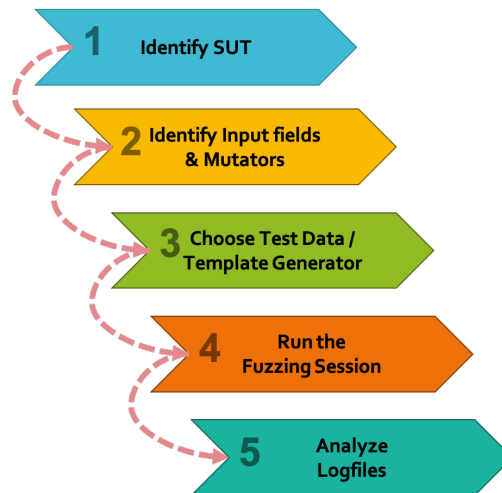 1 Identify SUT
2 Identify Input fields
& Mutators
3 Choose Test Data /
Template Generator
4 Run the
Fuzzing Session
5 Analyze
Logfiles